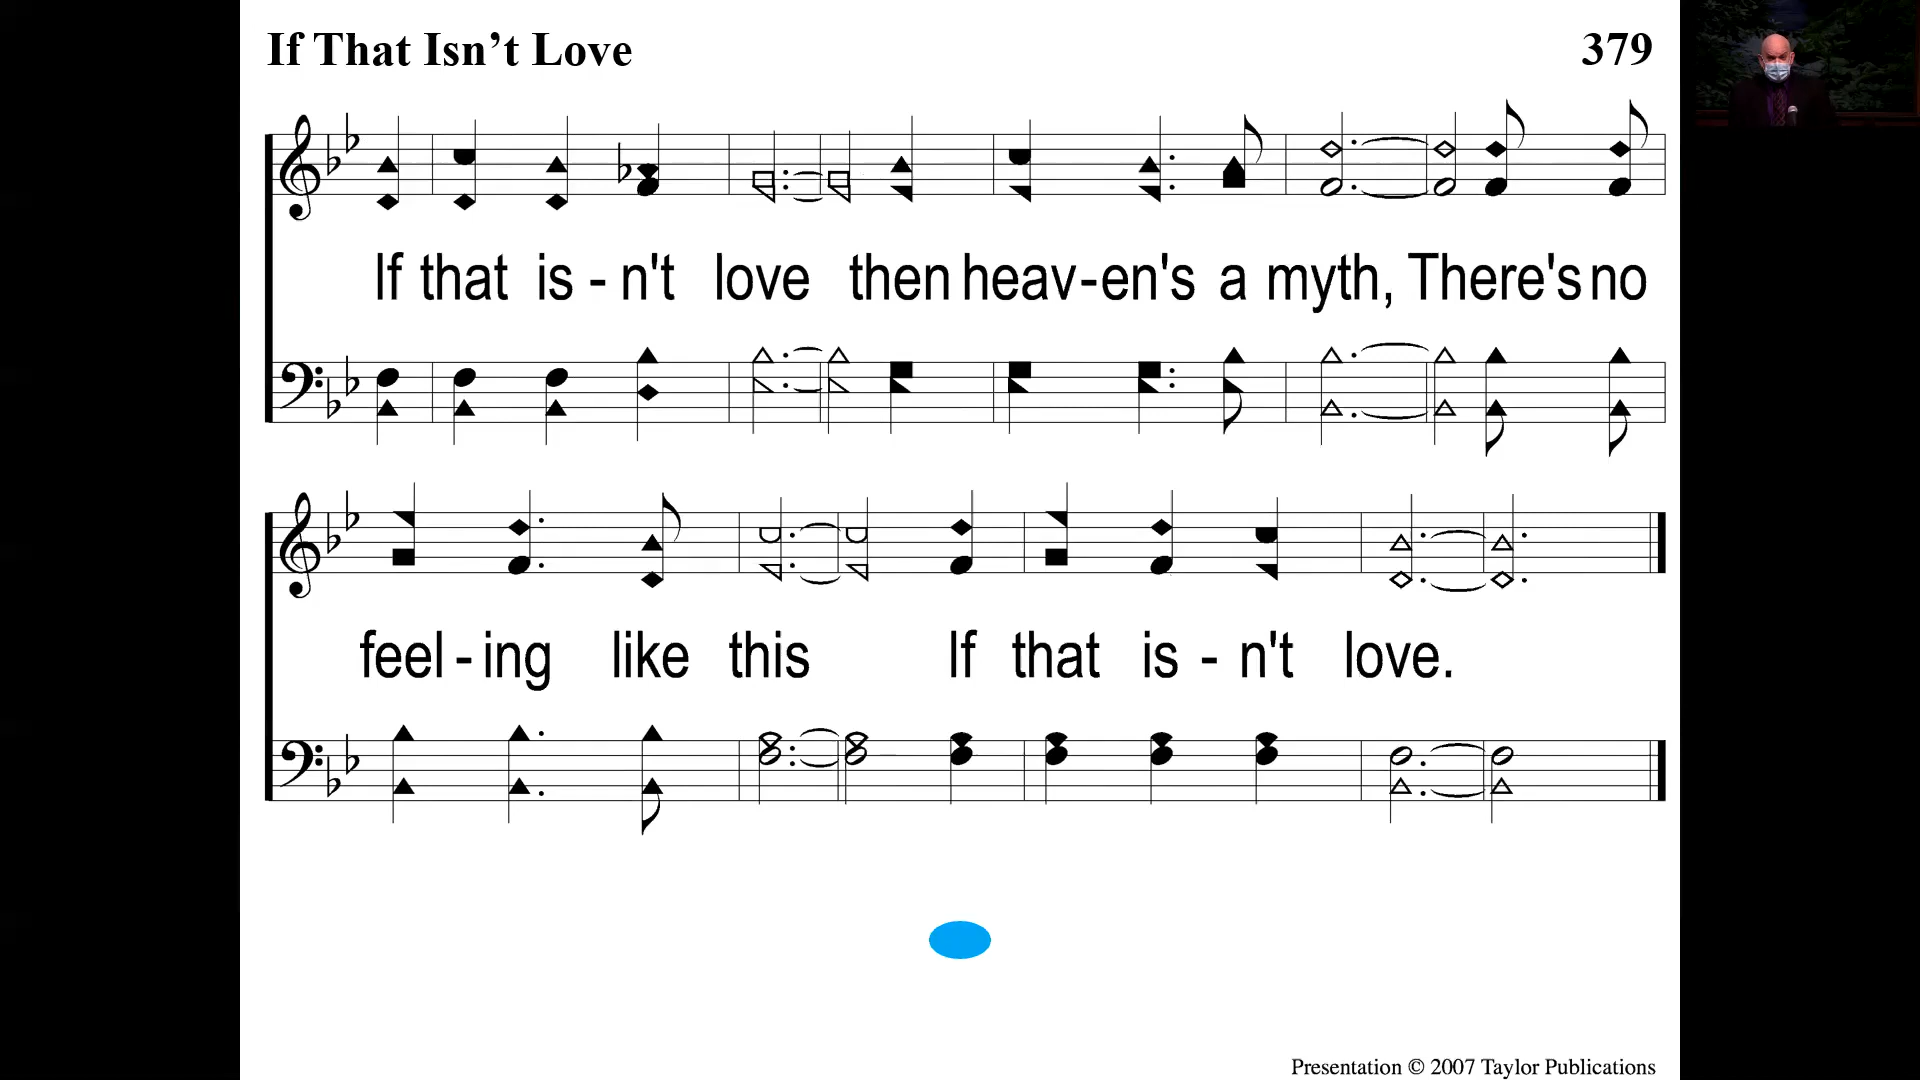 If That Isn’t Love 379
If that is - n't love then heav-en's a myth, There's no
feel - ing like this If that is - n't love.
Presentation © 2007 Taylor Publications